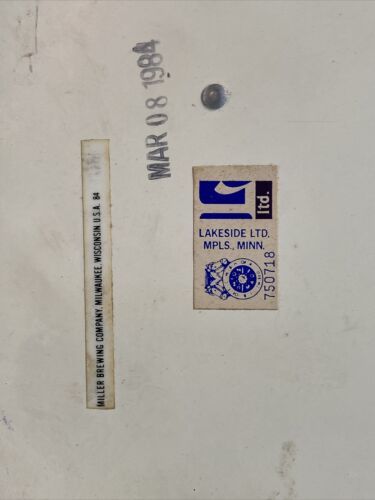 MAR 08 1984
MILLER BREWING COMPANY, MILWAUKEE, WISCONSIN U.S.A. 84
ltd.
LAKESIDE LTD.
MPLS., MINN.
750718